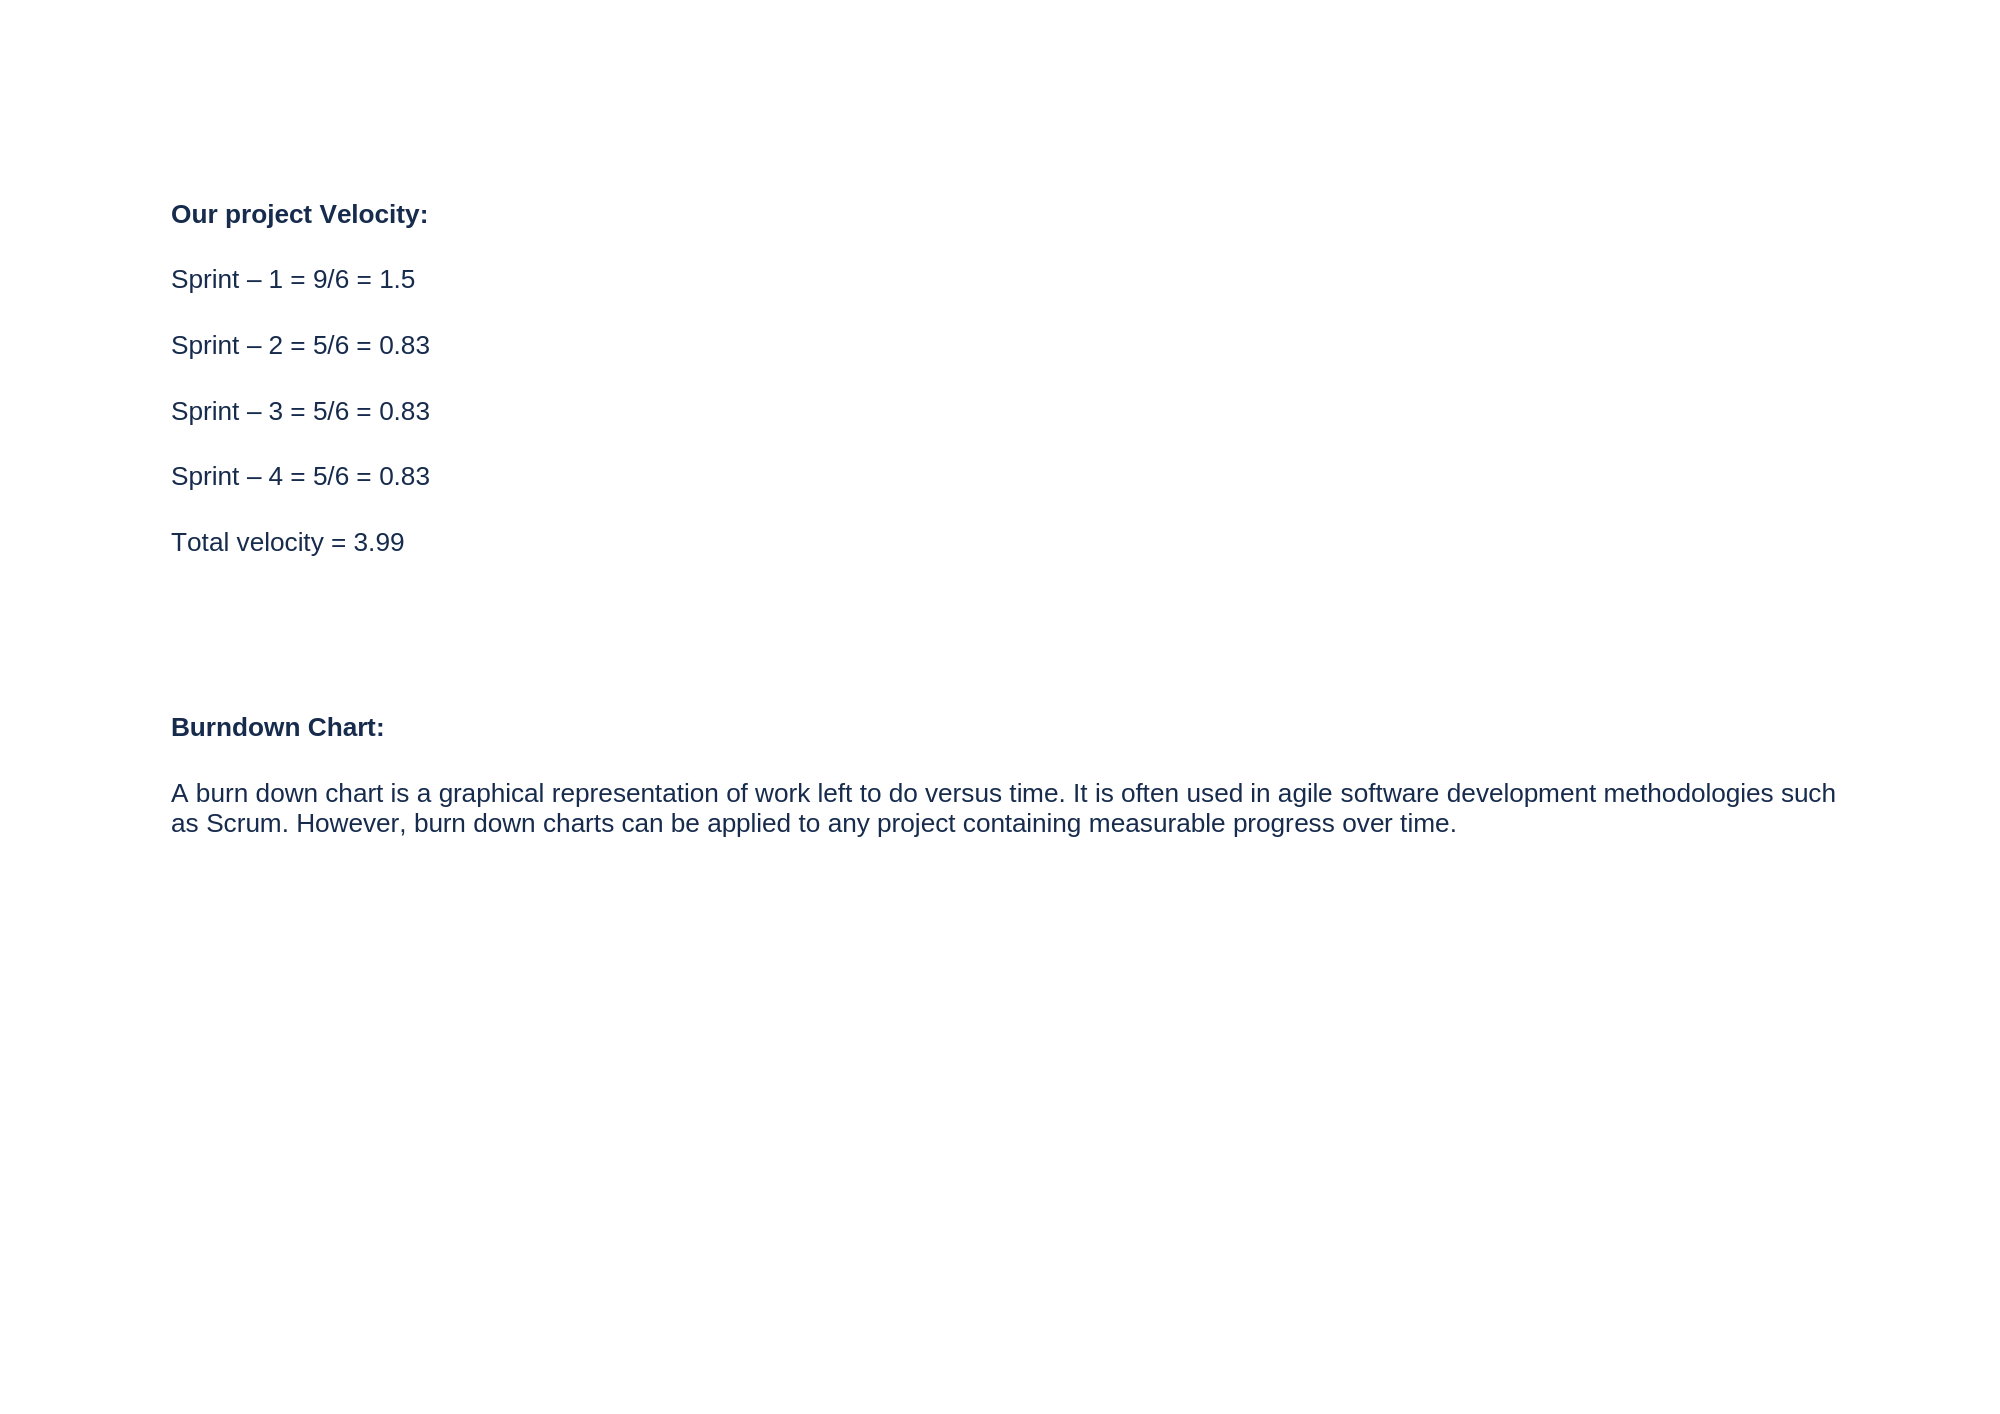 Our project Velocity:
Sprint – 1 = 9/6 = 1.5
Sprint – 2 = 5/6 = 0.83
Sprint – 3 = 5/6 = 0.83
Sprint – 4 = 5/6 = 0.83
Total velocity = 3.99
Burndown Chart:
A burn down chart is a graphical representation of work left to do versus time. It is often used in agile software development methodologies such
as Scrum. However, burn down charts can be applied to any project containing measurable progress over time.